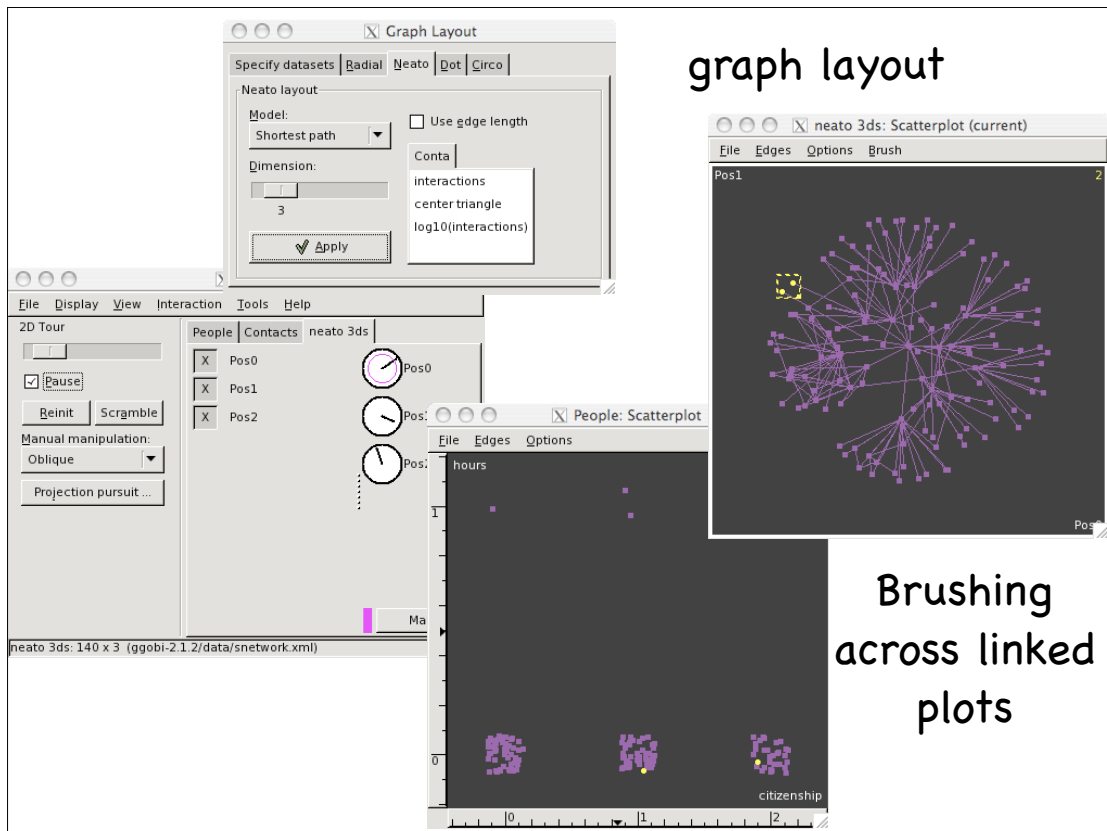 Graph Layout
Specify datasets Radial Neato Dot Circo
Neato layout
Model:
Shortest path
Use edge length
Conta
Dimension:
interactions
center triangle
3
log10(interactions)
Apply
graph layout
X neato 3ds: Scatterplot (current)
File Edges Options Brush
Pos1
2
File Display View Interaction Tools Help
2D Tour
People Contacts neato 3ds
X Pos0
Pos0
Pause
X Pos1
Reinit Scramble
X Pos2
Manual manipulation:
Oblique
Projection pursuit ...
neato 3ds: 140 x 3 (ggobi-2.1.2/data/snetwork.xml)
X People: Scatterplot
File Edges Options
hours
1
0
citizenship
0 1 2
Brushing
across linked
plots